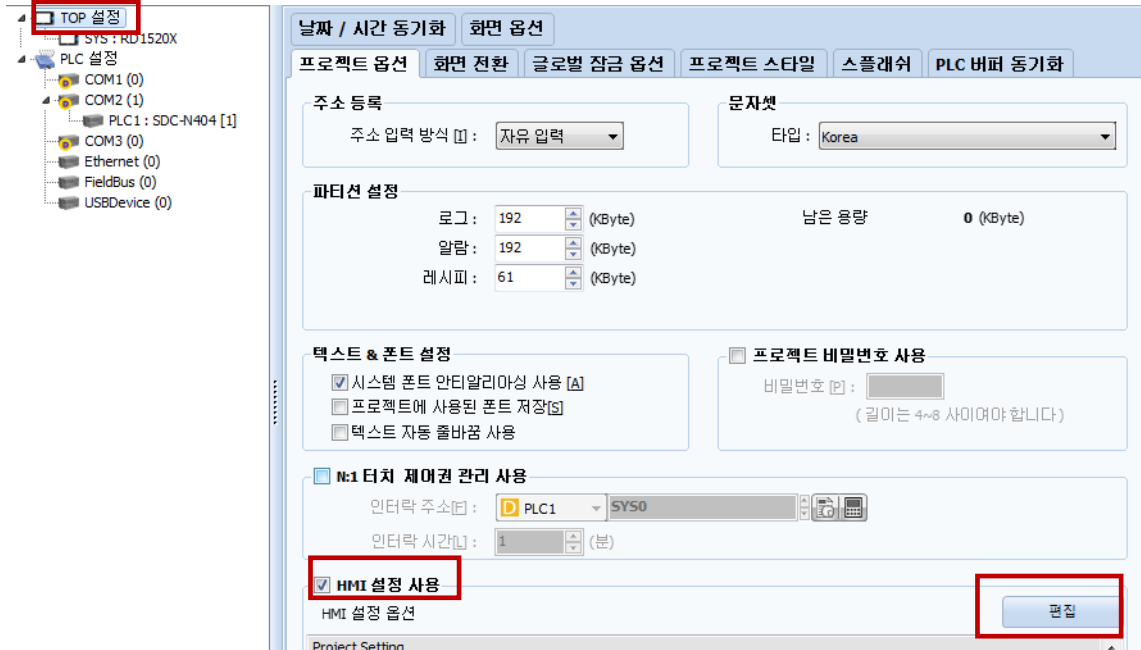 TOP 설정
SYS : RD1520X
PLC 설정
COM1 (0)
COM2 (1)
PLC1 : SDC-N404 [1]
COM3 (0)
Ethernet (0)
FieldBus (0)
USBDevice (0)
날짜 / 시간 동기화 화면 옵션
프로젝트 옵션 화면 전환 글로벌 잠금 옵션 프로젝트 스타일 스플래쉬 PLC 버퍼 동기화
주소 등록
주소 입력 방식 [I] : 자유 입력
문자셋
타입 : Korea
파티션 설정
로그 : 192 (KByte) 남은 용량 0 (KByte)
알람 : 192 (KByte)
레시피 : 61 (KByte)
텍스트 & 폰트 설정
시스템 폰트 안티알리아싱 사용 [A]
프로젝트에 사용된 폰트 저장[S]
텍스트 자동 줄바꿈 사용
프로젝트 비밀번호 사용
비밀번호 [P] :
( 길이는 4~8 사이여야 합니다 )
N:1 터치 제어권 관리 사용
인터락 주소[F] : D PLC1 SYS0
인터락 시간[L] : 1 (분)
HMI 설정 사용
HMI 설정 옵션 편집
Project Setting